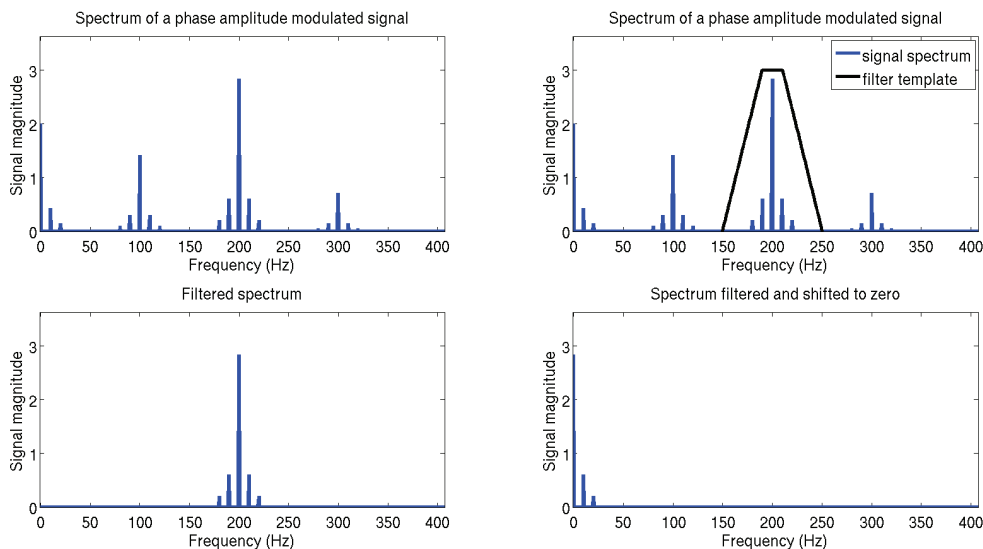 Spectrum of a phase amplitude modulated signal
Signal magnitude
3
2
1
0
0 50 100 150 200 250 300 350 400
Frequency (Hz)
Spectrum of a phase amplitude modulated signal
signal spectrum
filter template
Signal magnitude
3
2
1
0
0 50 100 150 200 250 300 350 400
Frequency (Hz)
Filtered spectrum
Signal magnitude
3
2
1
0
0 50 100 150 200 250 300 350 400
Frequency (Hz)
Spectrum filtered and shifted to zero
Signal magnitude
3
2
1
0
0 50 100 150 200 250 300 350 400
Frequency (Hz)